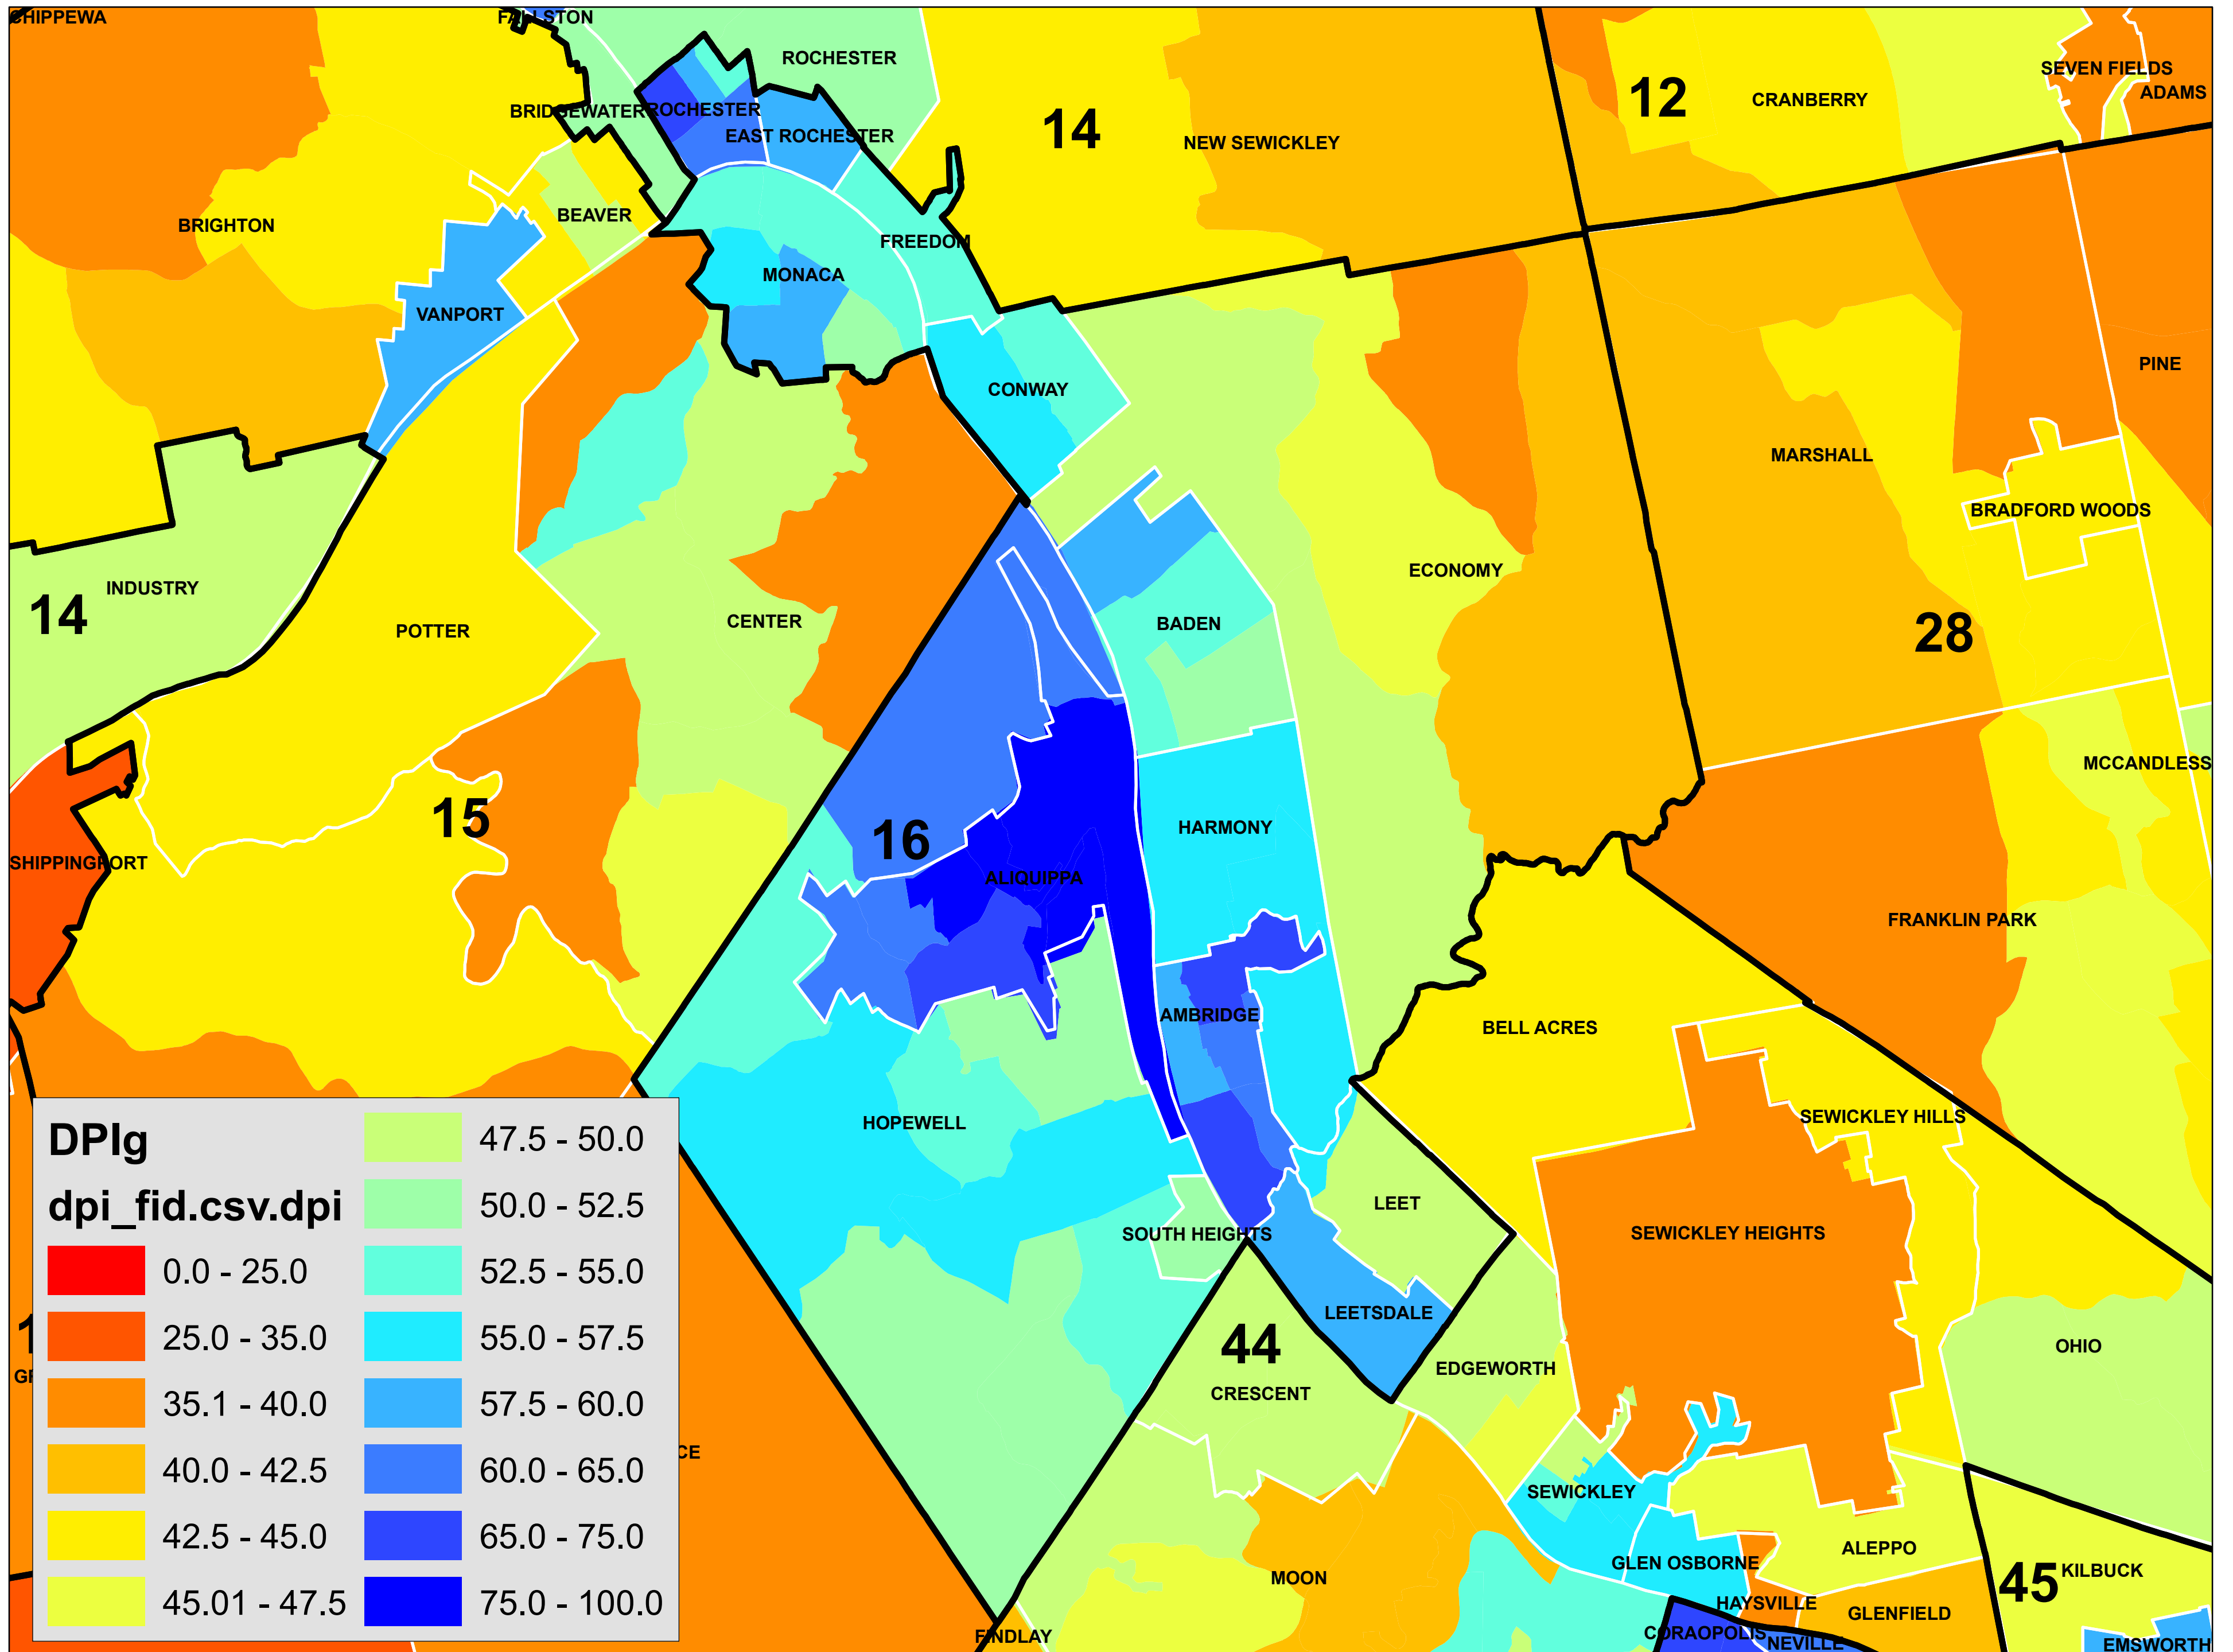 CHIPPEWA
FALLSTON
ROCHESTER
SEVEN FIELDS
ADAMS
12
CRANBERRY
BRIDGEWATER
ROCHESTER
EAST ROCHESTER
14
NEW SEWICKLEY
BEAVER
BRIGHTON
FREEDOM
MONACA
VANPORT
PINE
CONWAY
MARSHALL
BRADFORD WOODS
ECONOMY
INDUSTRY
14
POTTER
CENTER
BADEN
28
MCCANDLESS
15
16
HARMONY
SHIPPINGPORT
ALIQUIPPA
FRANKLIN PARK
AMBRIDGE
BELL ACRES
HOPEWELL
SEWICKLEY HILLS
LEET
SOUTH HEIGHTS
SEWICKLEY HEIGHTS
LEETSDALE
44
OHIO
CRESCENT
EDGEWORTH
1
GR
CE
SEWICKLEY
ALEPPO
GLEN OSBORNE
MOON
45
KILBUCK
HAYSVILLE
GLENFIELD
CORAOPOLIS
NEVILLE
FINDLAY
EMSWORTH
DPIg
dpi_fid.csv.dpi
0.0 - 25.0
25.0 - 35.0
35.1 - 40.0
40.0 - 42.5
42.5 - 45.0
45.01 - 47.5
47.5 - 50.0
50.0 - 52.5
52.5 - 55.0
55.0 - 57.5
57.5 - 60.0
60.0 - 65.0
65.0 - 75.0
75.0 - 100.0